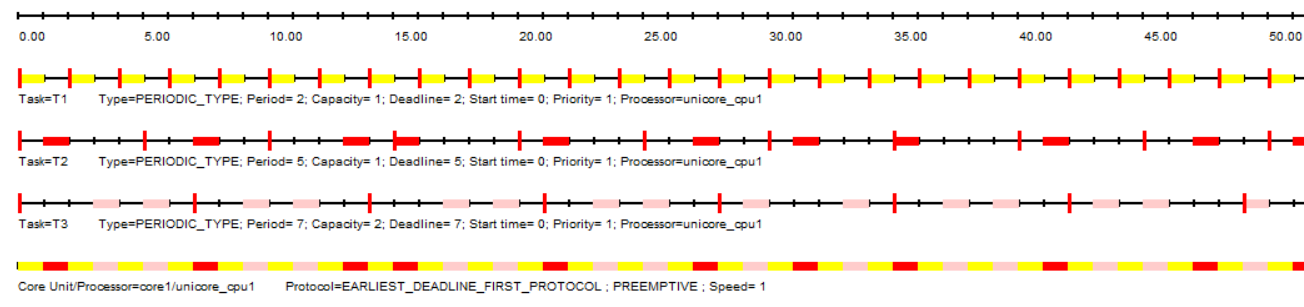 0.00 5.00 10.00 15.00 20.00 25.00 30.00 35.00 40.00 45.00 50.00
Task=T1 Type=PERIODIC_TYPE; Period= 2; Capacity= 1; Deadline= 2; Start time= 0; Priority= 1; Processor=unicore_cpu1
Task=T2 Type=PERIODIC_TYPE; Period= 5; Capacity= 1; Deadline= 5; Start time= 0; Priority= 1; Processor=unicore_cpu1
Task=T3 Type=PERIODIC_TYPE; Period= 7; Capacity= 2; Deadline= 7; Start time= 0; Priority= 1; Processor=unicore_cpu1
Core Unit/Processor=core1/unicore_cpu1 Protocol=EARLIEST_DEADLINE_FIRST_PROTOCOL ; PREEMPTIVE ; Speed= 1